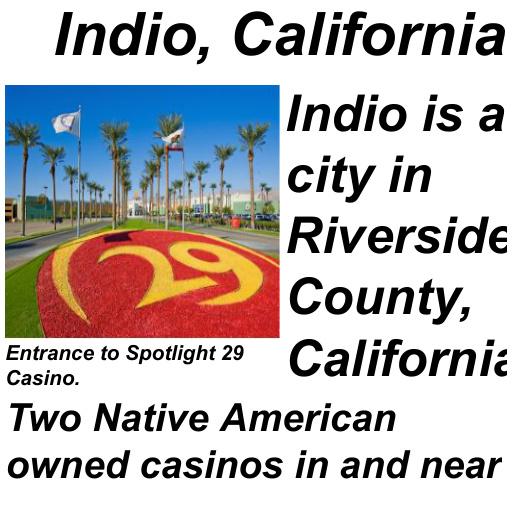 Indio, California
Indio is a
city in
Riverside
County,
California
29
Entrance to Spotlight 29
Casino.
Two Native American
owned casinos in and near